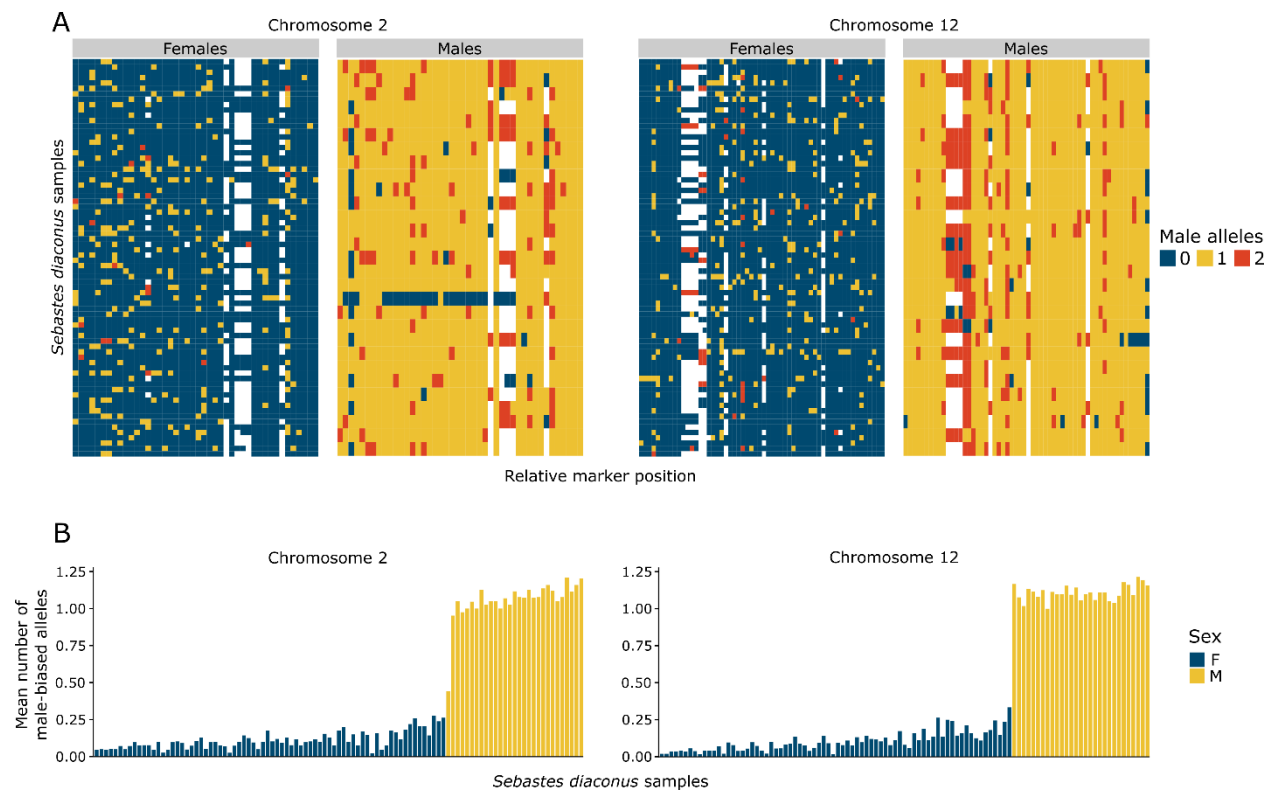 A
Chromosome 2
Chromosome 12
Females
Males
Females
Males
Sebastes diaconus samples
Male alleles
0 1 2
Relative marker position
B
Chromosome 2
Chromosome 12
Mean number of
male-biased alleles
1.25
1.00
0.75
0.50
0.25
0.00
1.25
1.00
0.75
0.50
0.25
0.00
Sex
F
M
Sebastes diaconus samples